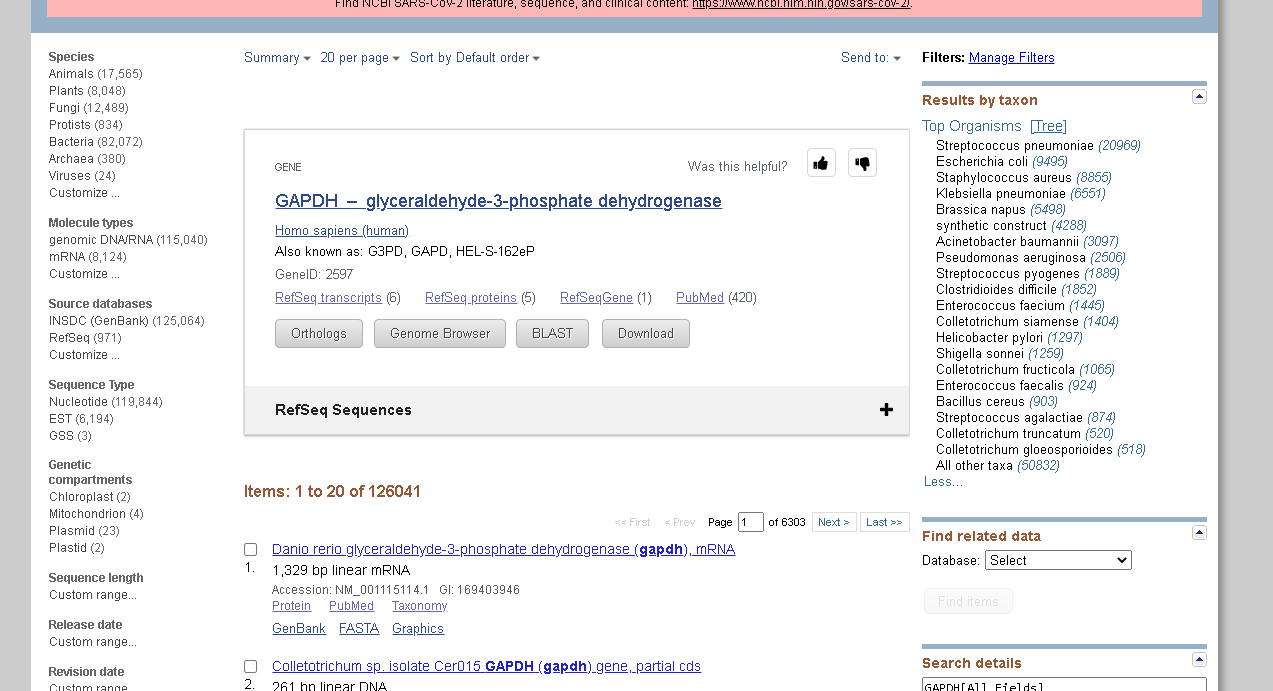 Find NCBI SARS-CoV-2 literature, sequence, and clinical content: https://www.ncbi.nlm.nih.gov/sars-cov-2/.
Species
Animals (17,565)
Plants (8,048)
Fungi (12,489)
Protists (834)
Bacteria (82,072)
Archaea (380)
Viruses (24)
Customize ...
Molecule types
genomic DNA/RNA (115,040)
mRNA (8,124)
Customize ...
Source databases
INSDC (GenBank) (125,064)
RefSeq (971)
Customize ...
Sequence Type
Nucleotide (119,844)
EST (6,194)
GSS (3)
Genetic
compartments
Chloroplast (2)
Mitochondrion (4)
Plasmid (23)
Plastid (2)
Sequence length
Custom range...
Release date
Custom range...
Revision date
Custom range...
Summary 20 per page Sort by Default order Send to:
GENE
Was this helpful?
GAPDH – glyceraldehyde-3-phosphate dehydrogenase
Homo sapiens (human)
Also known as: G3PD, GAPD, HEL-S-162eP
GeneID: 2597
RefSeq transcripts (6) RefSeq proteins (5) RefSeqGene (1) PubMed (420)
Orthologs Genome Browser BLAST Download
RefSeq Sequences
Items: 1 to 20 of 126041
<< First < Prev Page 1 of 6303 Next > Last >>
Danio rerio glyceraldehyde-3-phosphate dehydrogenase (gapdh), mRNA
1. 1,329 bp linear mRNA
Accession: NM_001115114.1 GI: 169403946
Protein PubMed Taxonomy
GenBank FASTA Graphics
Colletotrichum sp. isolate Cer015 GAPDH (gapdh) gene, partial cds
2. 261 bp linear DNA
Filters: Manage Filters
Results by taxon
Top Organisms [Tree]
Streptococcus pneumoniae (20969)
Escherichia coli (9495)
Staphylococcus aureus (8855)
Klebsiella pneumoniae (6551)
Brassica napus (5498)
synthetic construct (4288)
Acinetobacter baumannii (3097)
Pseudomonas aeruginosa (2506)
Streptococcus pyogenes (1889)
Clostridioides difficile (1852)
Enterococcus faecium (1445)
Colletotrichum siamense (1404)
Helicobacter pylori (1297)
Shigella sonnei (1259)
Colletotrichum fructicola (1065)
Enterococcus faecalis (924)
Bacillus cereus (903)
Streptococcus agalactiae (874)
Colletotrichum truncatum (520)
Colletotrichum gloeosporioides (518)
All other taxa (50832)
Less...
Find related data
Database: Select
Find items
Search details
GAPDH[All Fields]